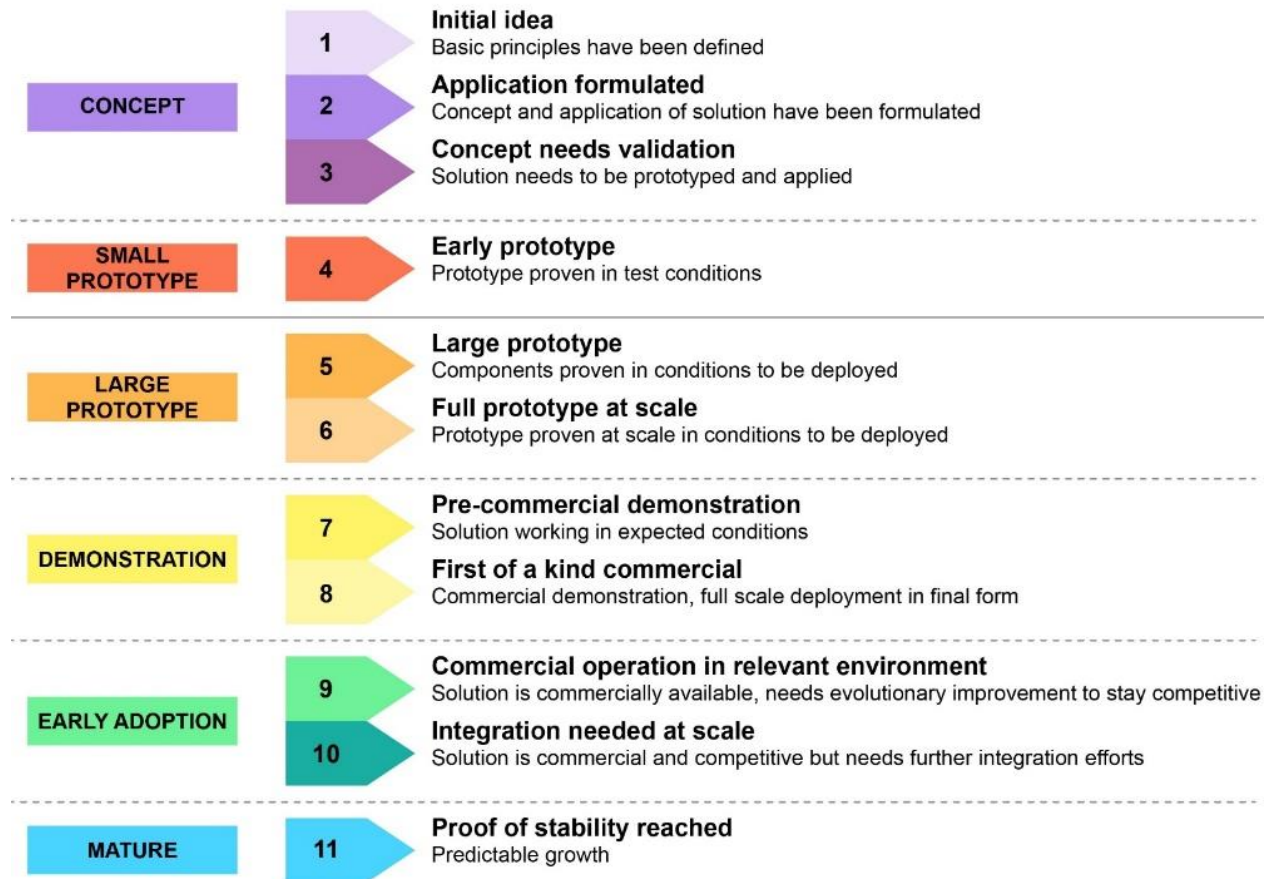 CONCEPT
1
Initial idea
Basic principles have been defined
2
Application formulated
Concept and application of solution have been formulated
3
Concept needs validation
Solution needs to be prototyped and applied
SMALL
PROTOTYPE
4
Early prototype
Prototype proven in test conditions
LARGE
PROTOTYPE
5
Large prototype
Components proven in conditions to be deployed
6
Full prototype at scale
Prototype proven at scale in conditions to be deployed
DEMONSTRATION
7
Pre-commercial demonstration
Solution working in expected conditions
8
First of a kind commercial
Commercial demonstration, full scale deployment in final form
EARLY ADOPTION
9
Commercial operation in relevant environment
Solution is commercially available, needs evolutionary improvement to stay competitive
10
Integration needed at scale
Solution is commercial and competitive but needs further integration efforts
MATURE
11
Proof of stability reached
Predictable growth